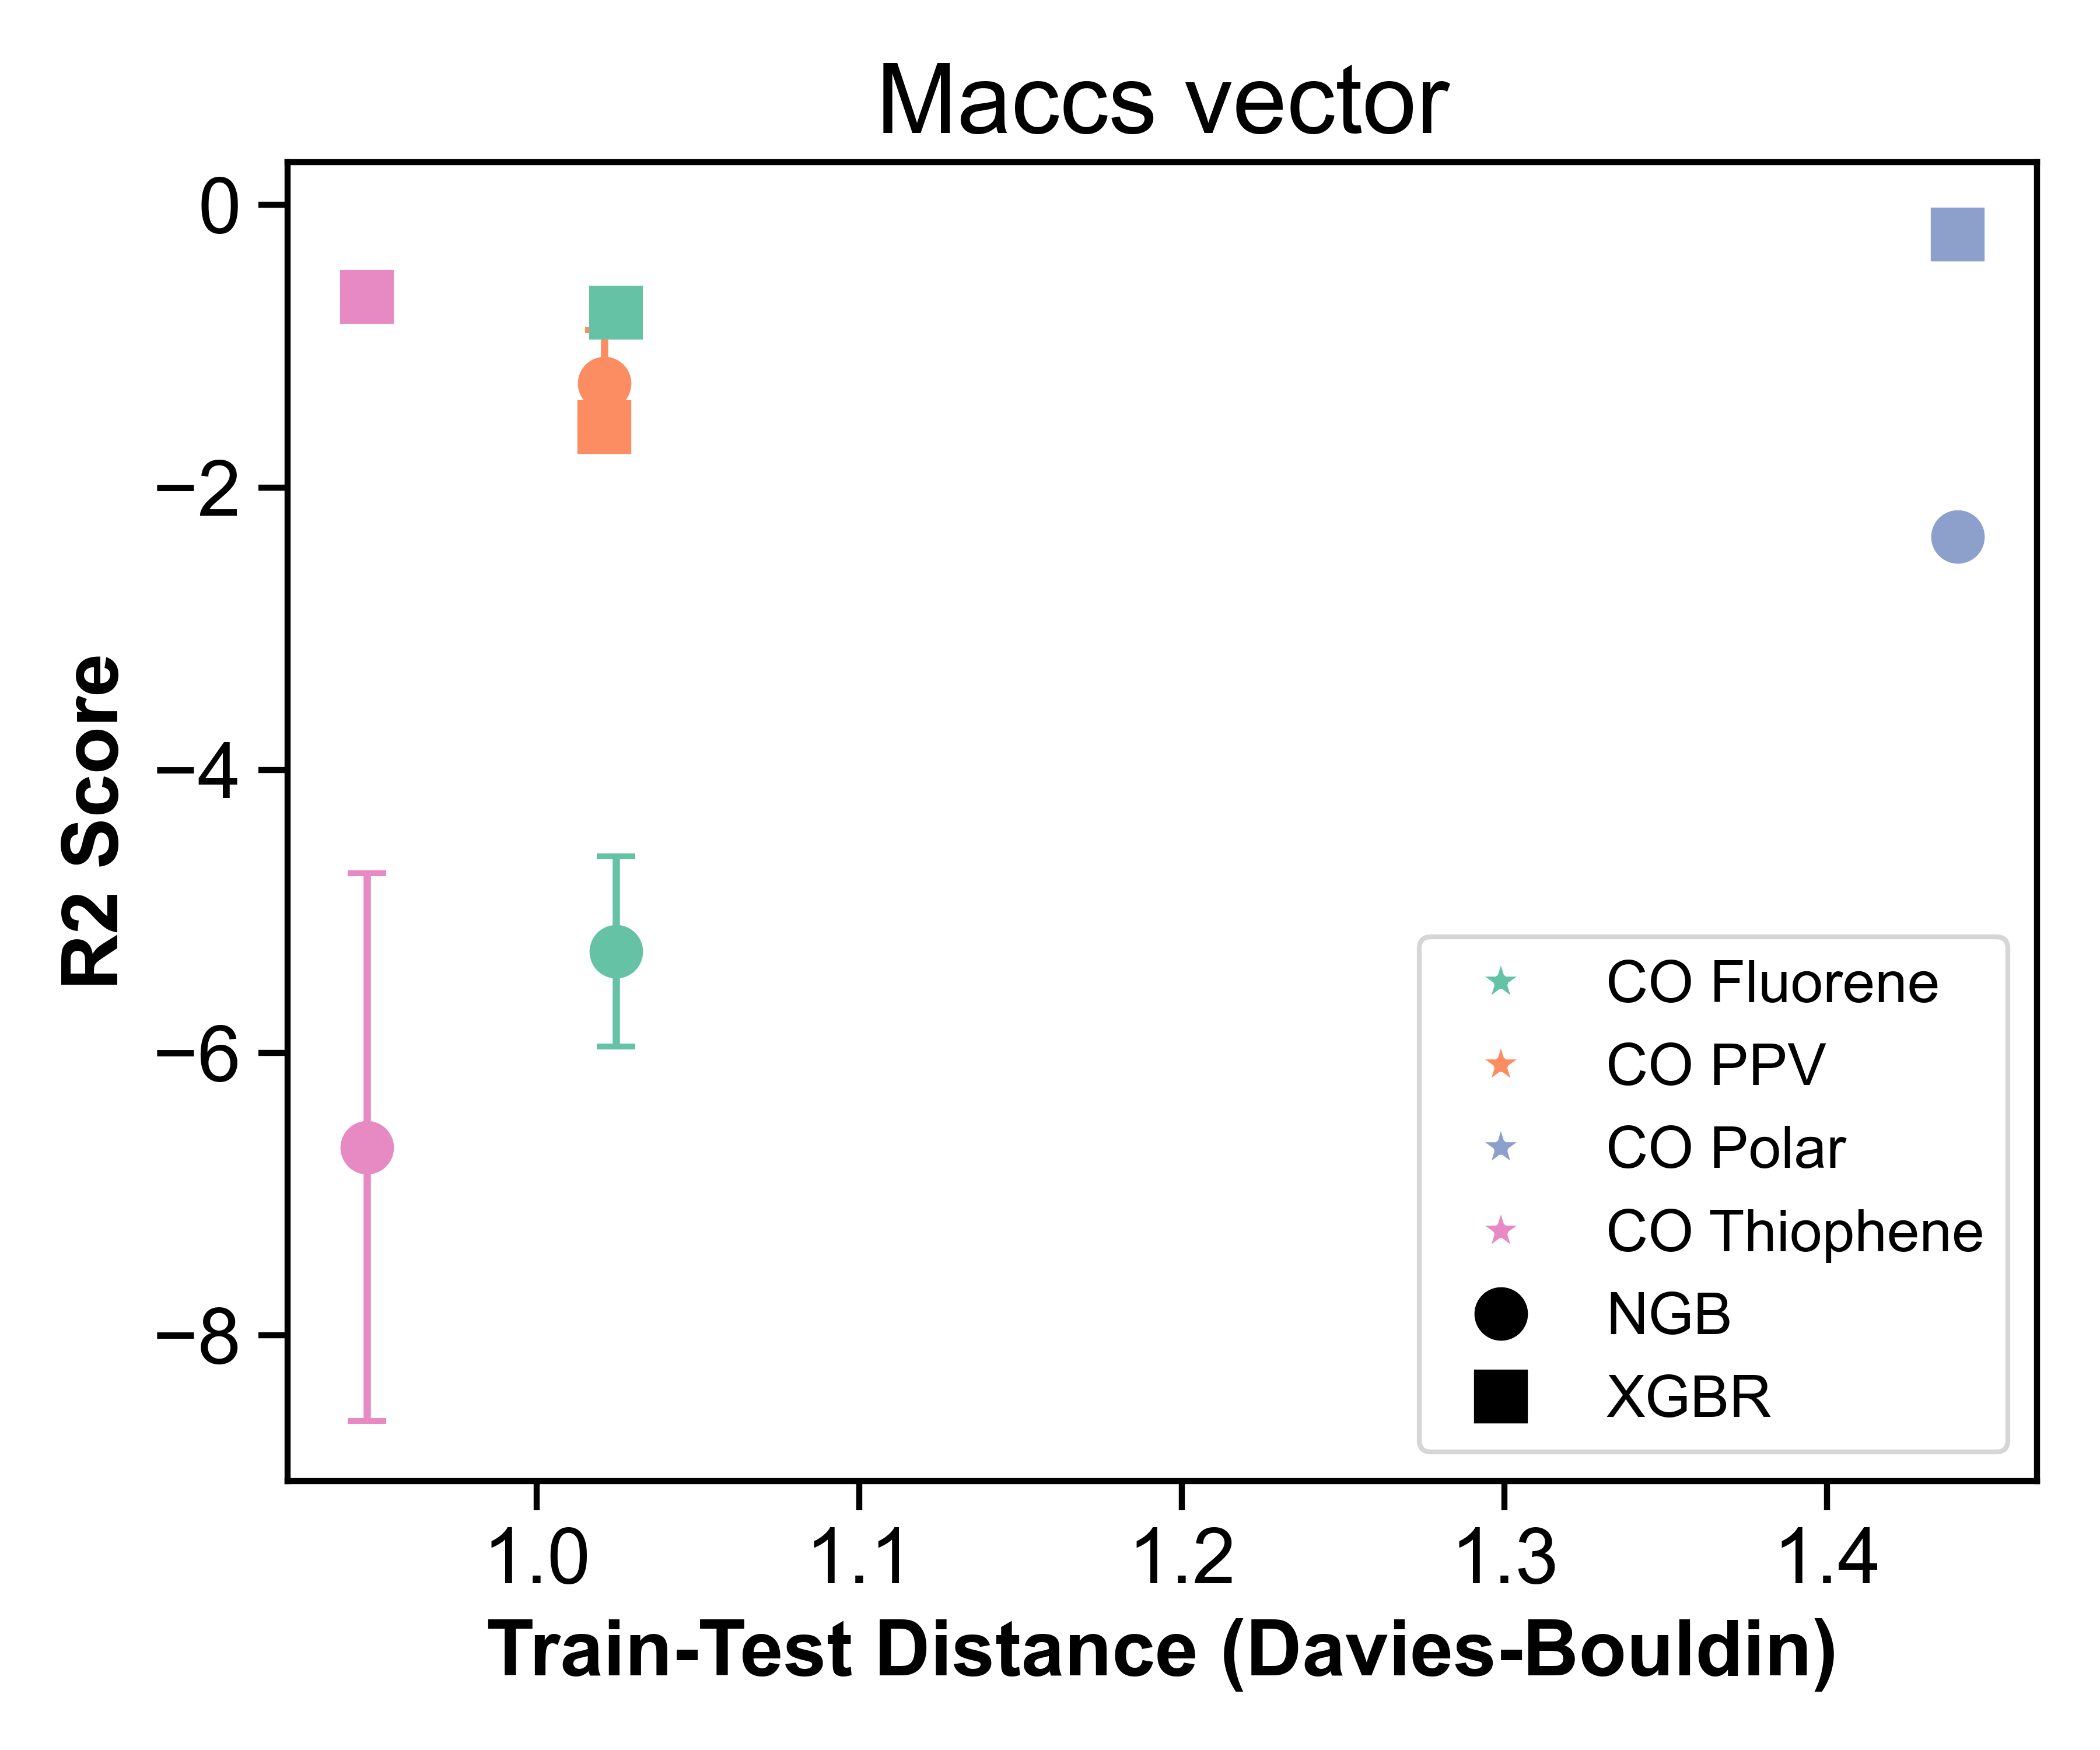 Maccs vector
0
−2
−4
−6
−8
R2 Score
CO Fluorene
CO PPV
CO Polar
CO Thiophene
NGB
XGBR
1.0 1.1 1.2 1.3 1.4
Train-Test Distance (Davies-Bouldin)